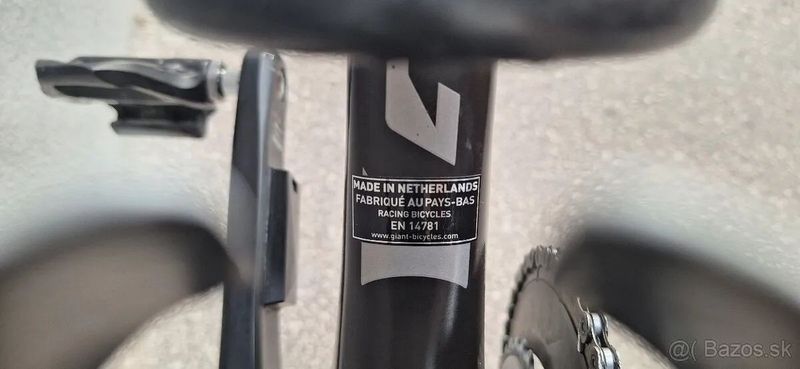 MADE IN NETHERLANDS
FABRIQUÉ AU PAYS-BAS
RACING BICYCLES
EN 14781
www.giant-bicycles.com
Bazos.sk